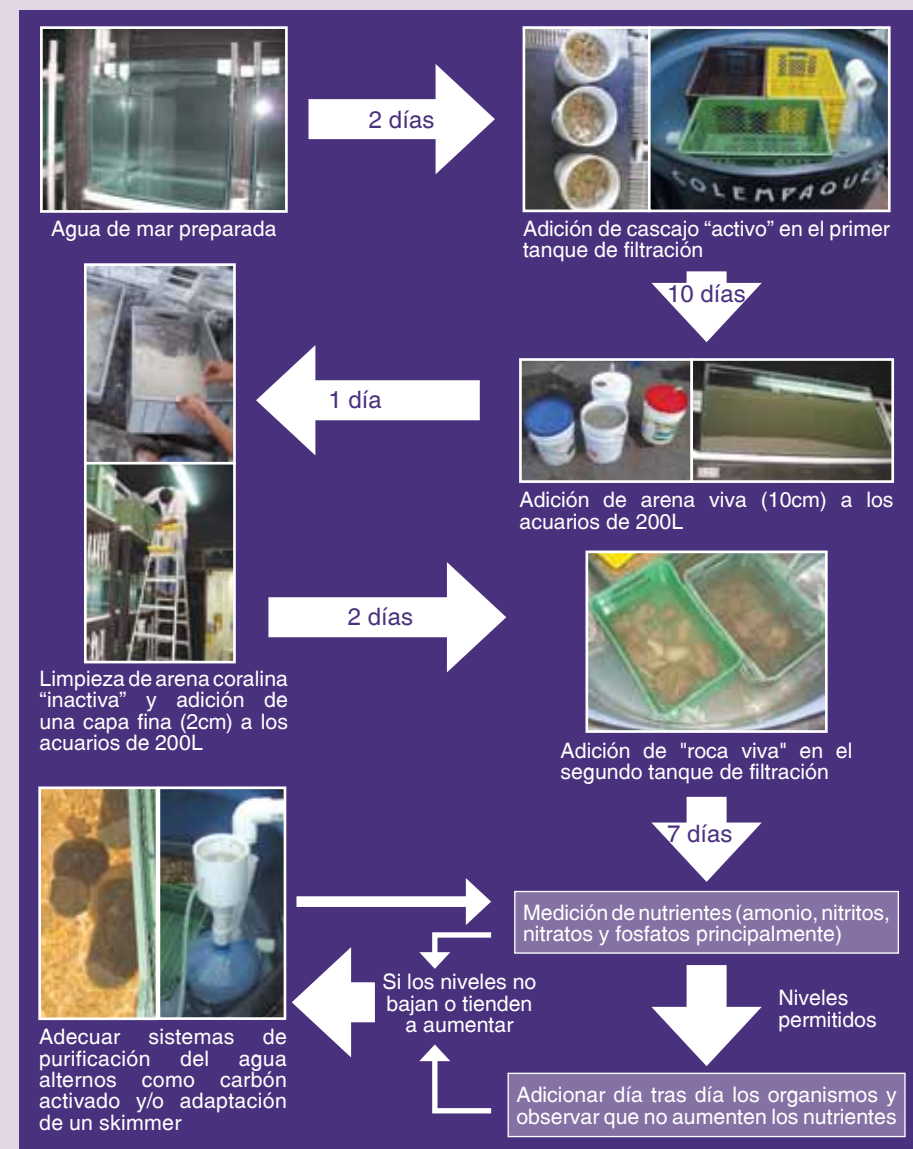 Agua de mar preparada
2 días
COLEMPAQUES
Adición de cascajo “activo” en el primer
tanque de filtración
10 días
Adición de arena viva (10cm) a los
acuarios de 200L
1 día
Limpieza de arena coralina
“inactiva” y adición de
una capa fina (2cm) a los
acuarios de 200L
2 días
Adición de "roca viva" en el
segundo tanque de filtración
7 días
Medición de nutrientes (amonio, nitritos,
nitratos y fosfatos principalmente)
Si los niveles no
bajan o tienden
a aumentar
Niveles
permitidos
Adecuar sistemas de
purificación del agua
alternos como carbón
activado y/o adaptación
de un skimmer
Adicionar día tras día los organismos y
observar que no aumenten los nutrientes